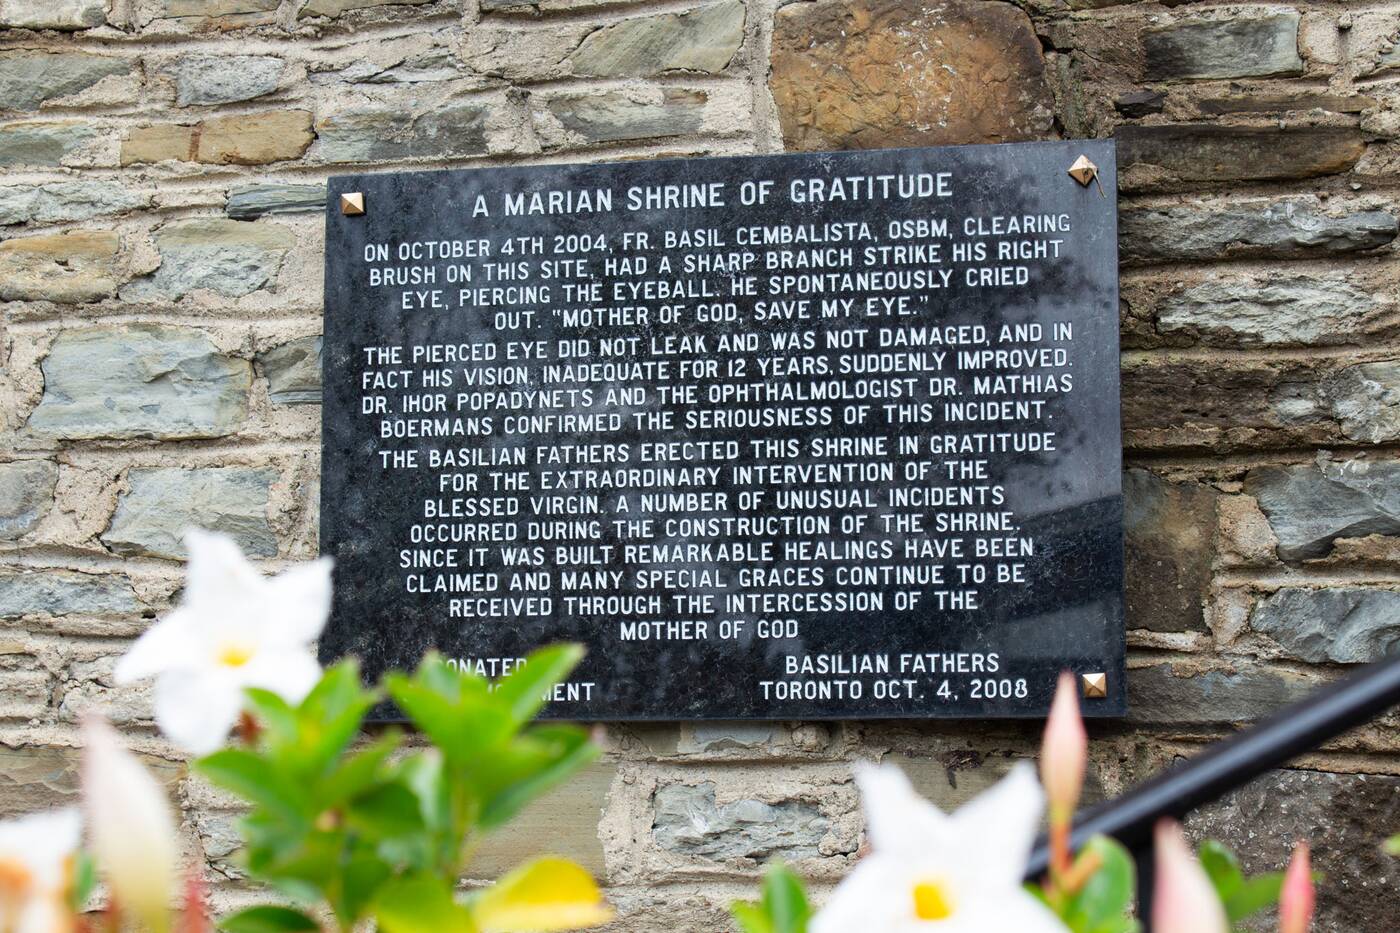 A MARIAN SHRINE OF GRATITUDE
ON OCTOBER 4TH 2004, FR. BASIL CEMBALISTA, OSBM, CLEARING
BRUSH ON THIS SITE, HAD A SHARP BRANCH STRIKE HIS RIGHT
EYE, PIERCING THE EYEBALL. HE SPONTANEOUSLY CRIED
OUT. "MOTHER OF GOD, SAVE MY EYE."
THE PIERCED EYE DID NOT LEAK AND WAS NOT DAMAGED, AND IN
FACT HIS VISION, INADEQUATE FOR 12 YEARS, SUDDENLY IMPROVED.
DR. IHOR POPADYNETS AND THE OPHTHALMOLOGIST DR. MATHIAS
BOERMANS CONFIRMED THE SERIOUSNESS OF THIS INCIDENT.
THE BASILIAN FATHERS ERECTED THIS SHRINE IN GRATITUDE
FOR THE EXTRAORDINARY INTERVENTION OF THE
BLESSED VIRGIN. A NUMBER OF UNUSUAL INCIDENTS
OCCURRED DURING THE CONSTRUCTION OF THE SHRINE.
SINCE IT WAS BUILT REMARKABLE HEALINGS HAVE BEEN
CLAIMED AND MANY SPECIAL GRACES CONTINUE TO BE
RECEIVED THROUGH THE INTERCESSION OF THE
MOTHER OF GOD
BASILIAN FATHERS
TORONTO OCT. 4, 2008